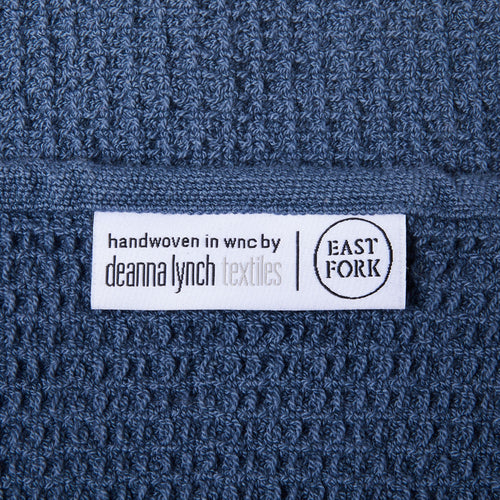 handwoven in wnc by
deanna lynch textiles
EAST
FORK